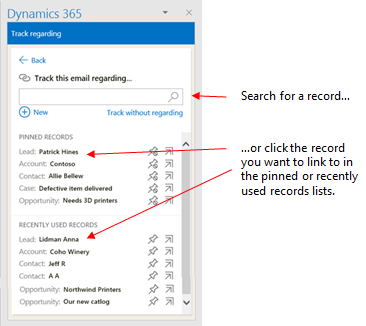 Dynamics 365
Track regarding
Back
Track this email regarding...
New Track without regarding
PINNED RECORDS
Lead: Patrick Hines
Account: Contoso
Contact: Allie Bellew
Case: Defective item delivered
Opportunity: Needs 3D printers
RECENTLY USED RECORDS
Lead: Lidman Anna
Account: Coho Winery
Contact: Jeff R
Contact: A A
Opportunity: Northwind Printers
Opportunity: Our new catlog
Search for a record...
...or click the record
you want to link to in
the pinned or recently
used records lists.